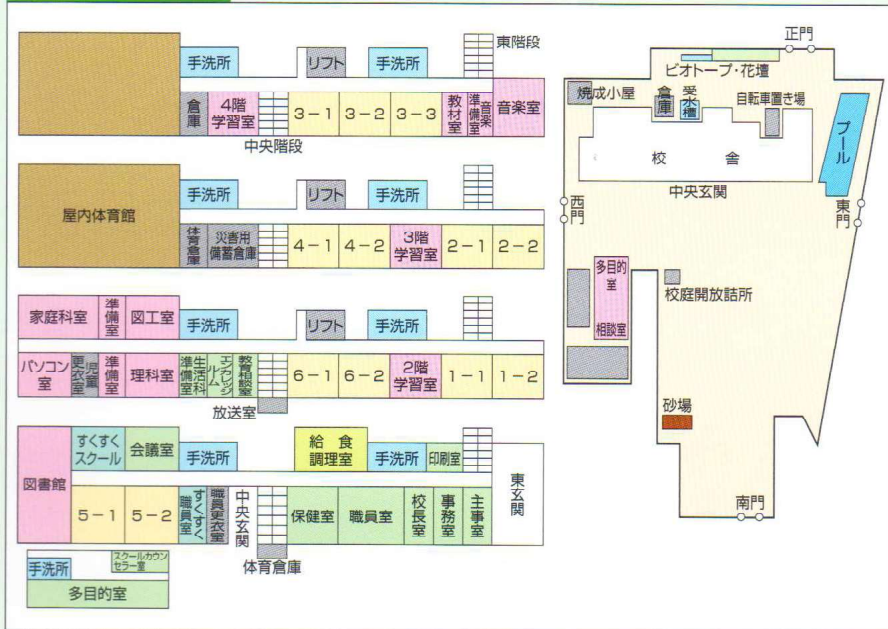 東階段
手洗所
リフト
手洗所
倉庫
4階
学習室
3-1
3-2
3-3
教材室
音楽
準備室
音楽室
中央階段
屋内体育館
手洗所
リフト
手洗所
体育倉庫
災害用
備蓄倉庫
4-1
4-2
3階
学習室
2-1
2-2
家庭科室
準備室
図工室
手洗所
リフト
手洗所
パソコン
室
児童
更衣室
準備室
理科室
生活科
準備室
エンカレッジ
ルーム
教育相談室
6-1
6-2
2階
学習室
1-1
1-2
放送室
図書館
すくすく
スクール
会議室
手洗所
給食
調理室
手洗所
印刷室
東玄関
5-1
5-2
すくすく
職員室
職員更衣室
中央玄関
保健室
職員室
校長室
事務室
主事室
体育倉庫
手洗所
スクールカウン
セラー室
多目的室
正門
ビオトープ・花壇
焼成小屋
倉庫
受水槽
自転車置き場
プール
校舎
中央玄関
西門
東門
多目的
室
相談室
校庭開放詰所
砂場
南門